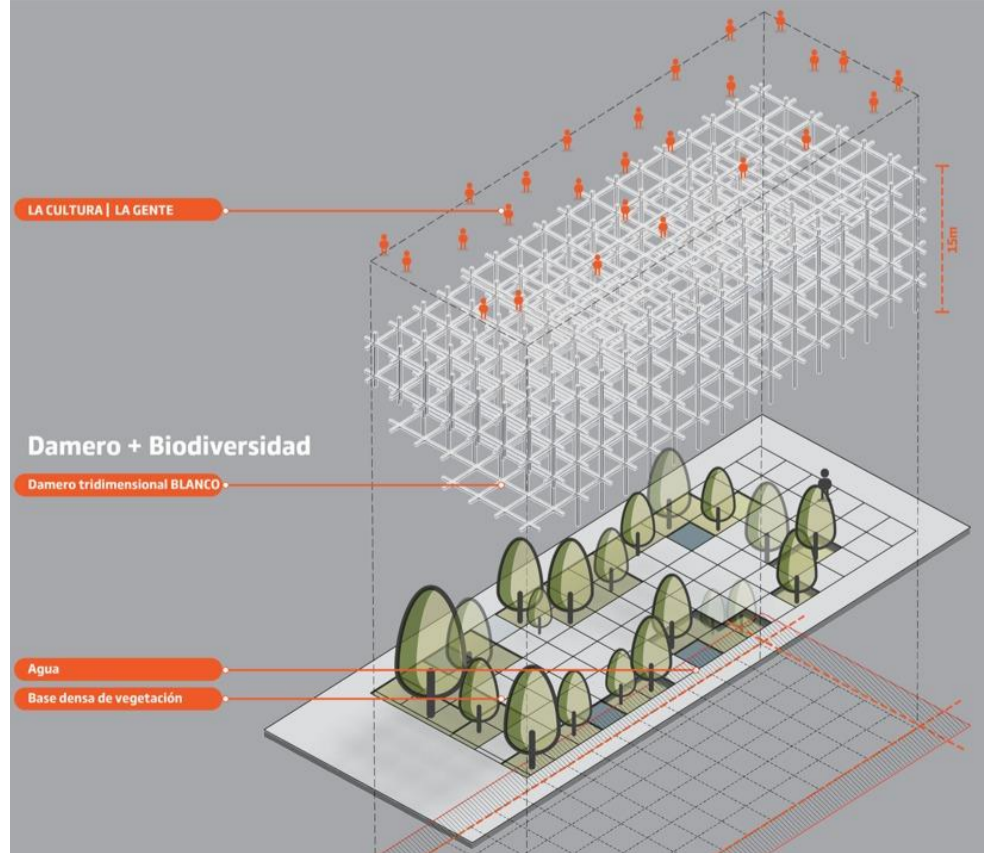 LA CULTURA | LA GENTE
15m
Damero + Biodiversidad
Damero tridimensional BLANCO
Agua
Base densa de vegetación